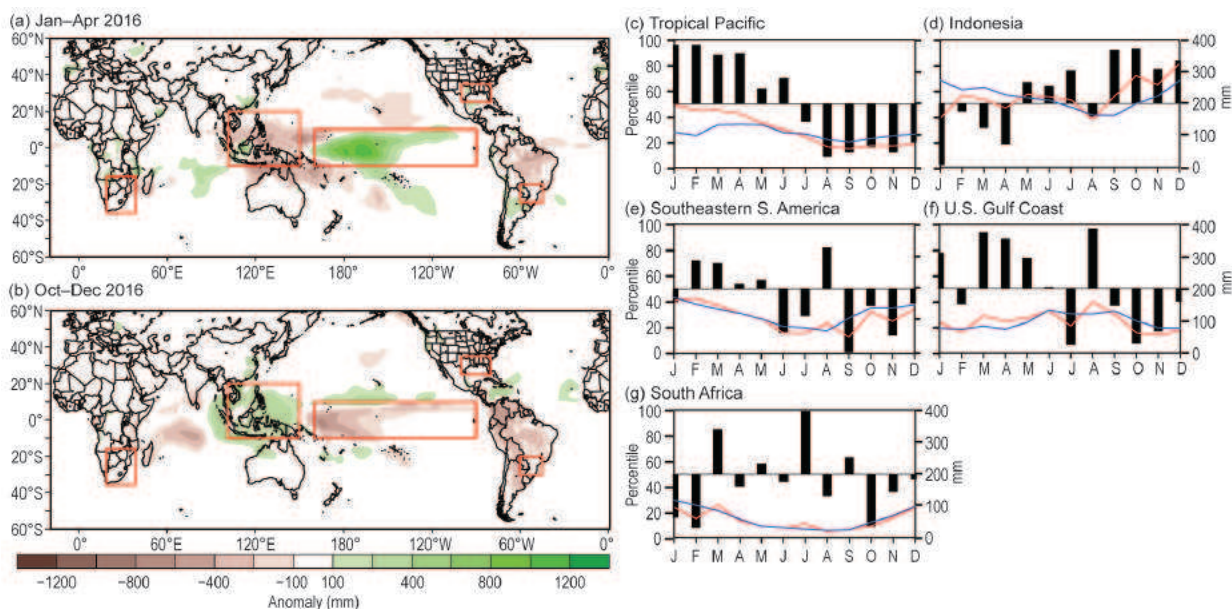 (a) Jan–Apr 2016
60°N
40°N
20°N
0°
20°S
40°S
60°S
0° 60°E 120°E 180° 120°W 60°W 0°
(b) Oct–Dec 2016
60°N
40°N
20°N
0°
20°S
40°S
60°S
0° 60°E 120°E 180° 120°W 60°W 0°
−1200 −800 −400 −100 100 400 800 1200
Anomaly (mm)
(c) Tropical Pacific
100
80
60
40
20
0
Percentile
J F M A M J J A S O N D
(d) Indonesia
400
300
200
100
0
mm
J F M A M J J A S O N D
(e) Southeastern S. America
100
80
60
40
20
0
Percentile
J F M A M J J A S O N D
(f) U.S. Gulf Coast
400
300
200
100
0
mm
J F M A M J J A S O N D
(g) South Africa
100
80
60
40
20
0
Percentile
400
300
200
100
0
mm
J F M A M J J A S O N D